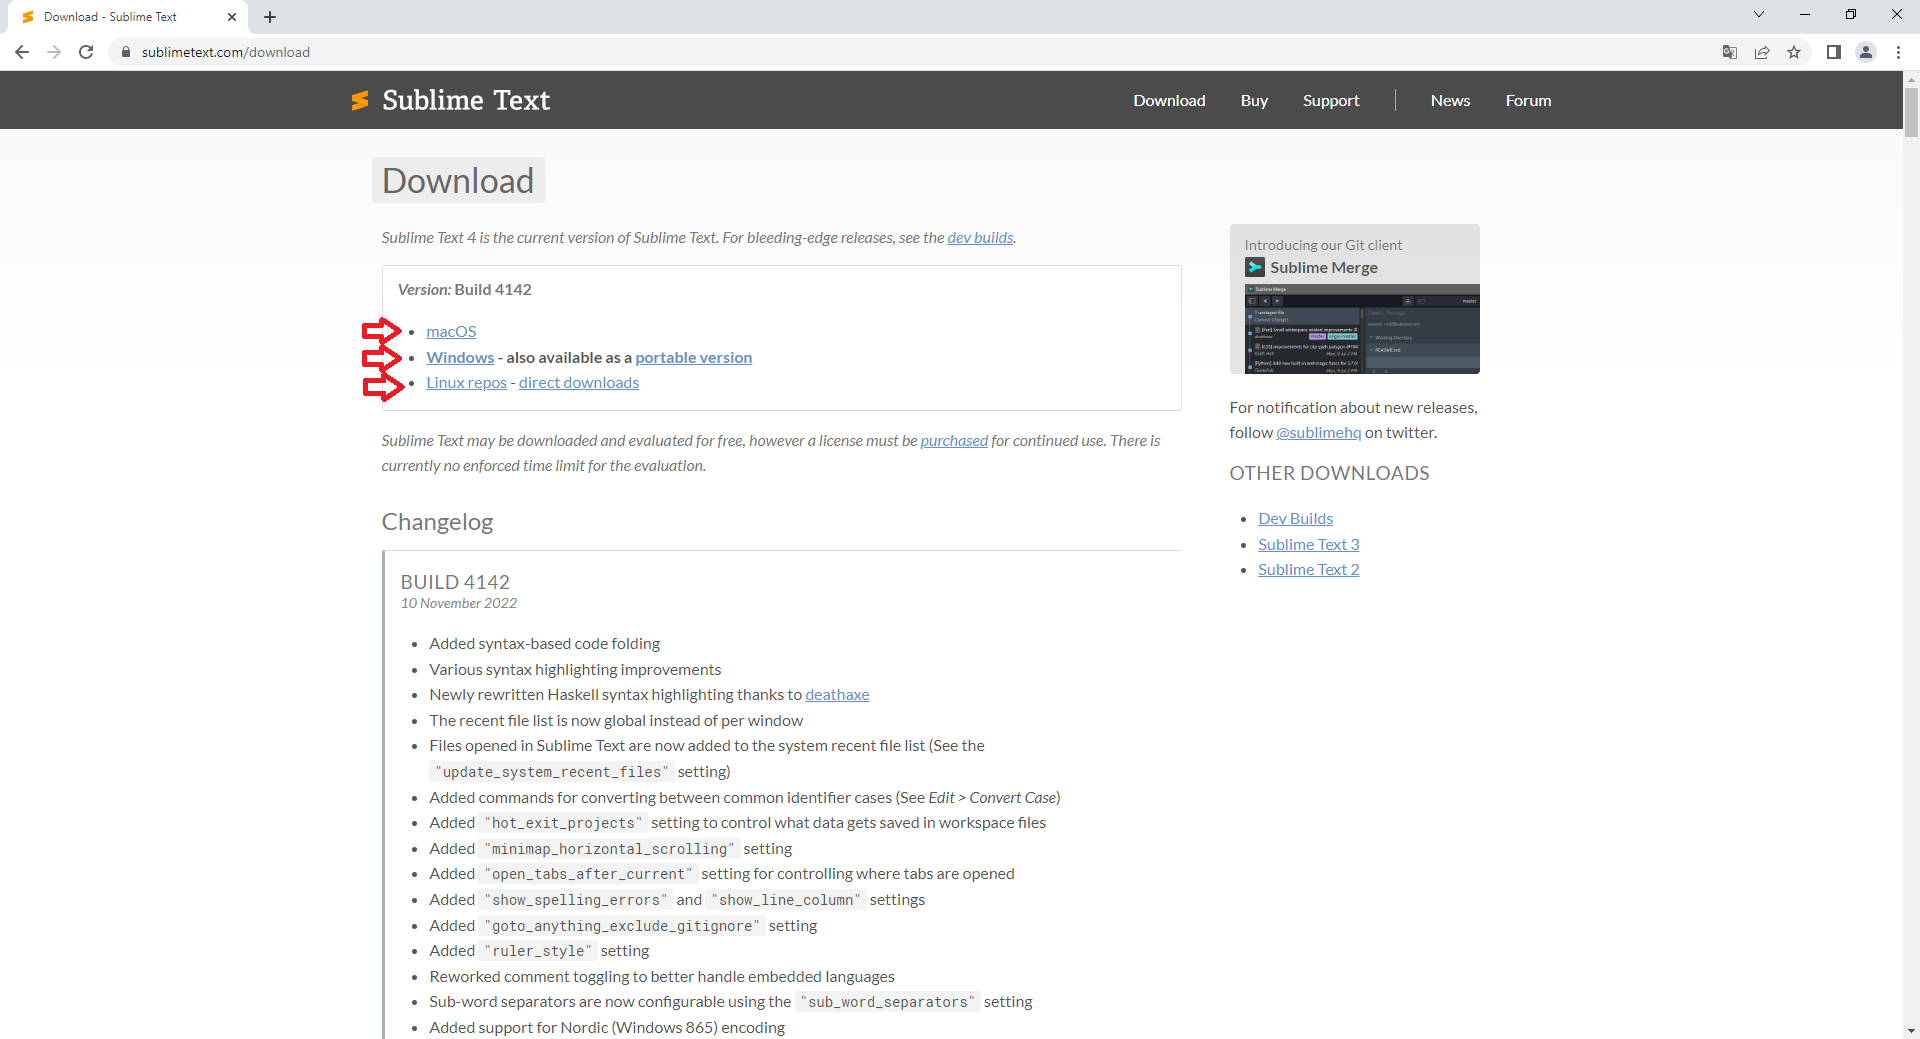 Download - Sublime Text
sublimetext.com/download
Sublime Text
Download Buy Support News Forum
Download
Sublime Text 4 is the current version of Sublime Text. For bleeding-edge releases, see the dev builds.
Version: Build 4142
macOS
Windows - also available as a portable version
Linux repos - direct downloads
Sublime Text may be downloaded and evaluated for free, however a license must be purchased for continued use. There is
currently no enforced time limit for the evaluation.
Changelog
BUILD 4142
10 November 2022
Added syntax-based code folding
Various syntax highlighting improvements
Newly rewritten Haskell syntax highlighting thanks to deathaxe
The recent file list is now global instead of per window
Files opened in Sublime Text are now added to the system recent file list (See the
"update_system_recent_files" setting)
Added commands for converting between common identifier cases (See Edit > Convert Case)
Added "hot_exit_projects" setting to control what data gets saved in workspace files
Added "minimap_horizontal_scrolling" setting
Added "open_tabs_after_current" setting for controlling where tabs are opened
Added "show_spelling_errors" and "show_line_column" settings
Added "goto_anything_exclude_gitignore" setting
Added "ruler_style" setting
Reworked comment toggling to better handle embedded languages
Sub-word separators are now configurable using the "sub_word_separators" setting
Added support for Nordic (Windows 865) encoding
Introducing our Git client
Sublime Merge
Sublime Merge
master
Working Directory
README.md
For notification about new releases,
follow @sublimehq on twitter.
OTHER DOWNLOADS
Dev Builds
Sublime Text 3
Sublime Text 2